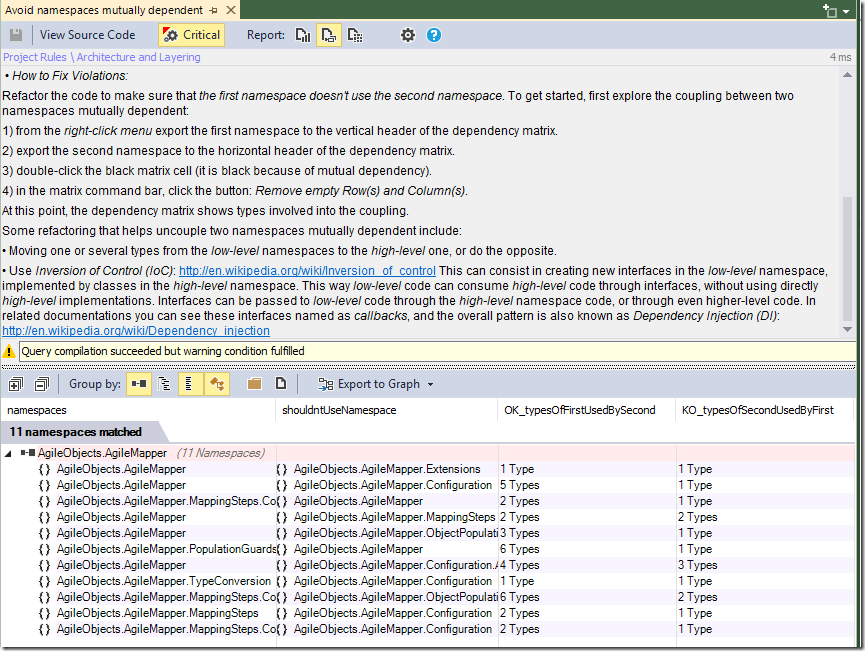 Avoid namespaces mutually dependent
View Source Code Critical Report:
Project Rules \ Architecture and Layering 4 ms
• How to Fix Violations:
Refactor the code to make sure that the first namespace doesn't use the second namespace. To get started, first explore the coupling between two
namespaces mutually dependent:
1) from the right-click menu export the first namespace to the vertical header of the dependency matrix.
2) export the second namespace to the horizontal header of the dependency matrix.
3) double-click the black matrix cell (it is black because of mutual dependency).
4) in the matrix command bar, click the button: Remove empty Row(s) and Column(s).
At this point, the dependency matrix shows types involved into the coupling.
Some refactoring that helps uncouple two namespaces mutually dependent include:
• Moving one or several types from the low-level namespaces to the high-level one, or do the opposite.
• Use Inversion of Control (IoC): http://en.wikipedia.org/wiki/Inversion_of_control This can consist in creating new interfaces in the low-level namespace,
implemented by classes in the high-level namespace. This way low-level code can consume high-level code through interfaces, without using directly
high-level implementations. Interfaces can be passed to low-level code through the high-level namespace code, or through even higher-level code. In
related documentations you can see these interfaces named as callbacks, and the overall pattern is also known as Dependency Injection (DI):
http://en.wikipedia.org/wiki/Dependency_injection
Query compilation succeeded but warning condition fulfilled
Group by: Export to Graph
namespaces shouldntUseNamespace OK_typesOfFirstUsedBySecond KO_typesOfSecondUsedByFirst
11 namespaces matched
AgileObjects.AgileMapper (11 Namespaces)
{ } AgileObjects.AgileMapper { } AgileObjects.AgileMapper.Extensions 1 Type 1 Type
{ } AgileObjects.AgileMapper { } AgileObjects.AgileMapper.Configuration 5 Types 1 Type
{ } AgileObjects.AgileMapper.MappingSteps.Co { } AgileObjects.AgileMapper 2 Types 1 Type
{ } AgileObjects.AgileMapper { } AgileObjects.AgileMapper.MappingSteps 2 Types 2 Types
{ } AgileObjects.AgileMapper { } AgileObjects.AgileMapper.ObjectPopulati 3 Types 1 Type
{ } AgileObjects.AgileMapper.PopulationGuards { } AgileObjects.AgileMapper 6 Types 1 Type
{ } AgileObjects.AgileMapper { } AgileObjects.AgileMapper.Configuration. 4 Types 3 Types
{ } AgileObjects.AgileMapper.TypeConversion { } AgileObjects.AgileMapper.Configuration 1 Type 1 Type
{ } AgileObjects.AgileMapper.MappingSteps.Co { } AgileObjects.AgileMapper.ObjectPopulati 6 Types 2 Types
{ } AgileObjects.AgileMapper.MappingSteps { } AgileObjects.AgileMapper.Configuration 2 Types 1 Type
{ } AgileObjects.AgileMapper.MappingSteps.Co { } AgileObjects.AgileMapper.Configuration 2 Types 1 Type